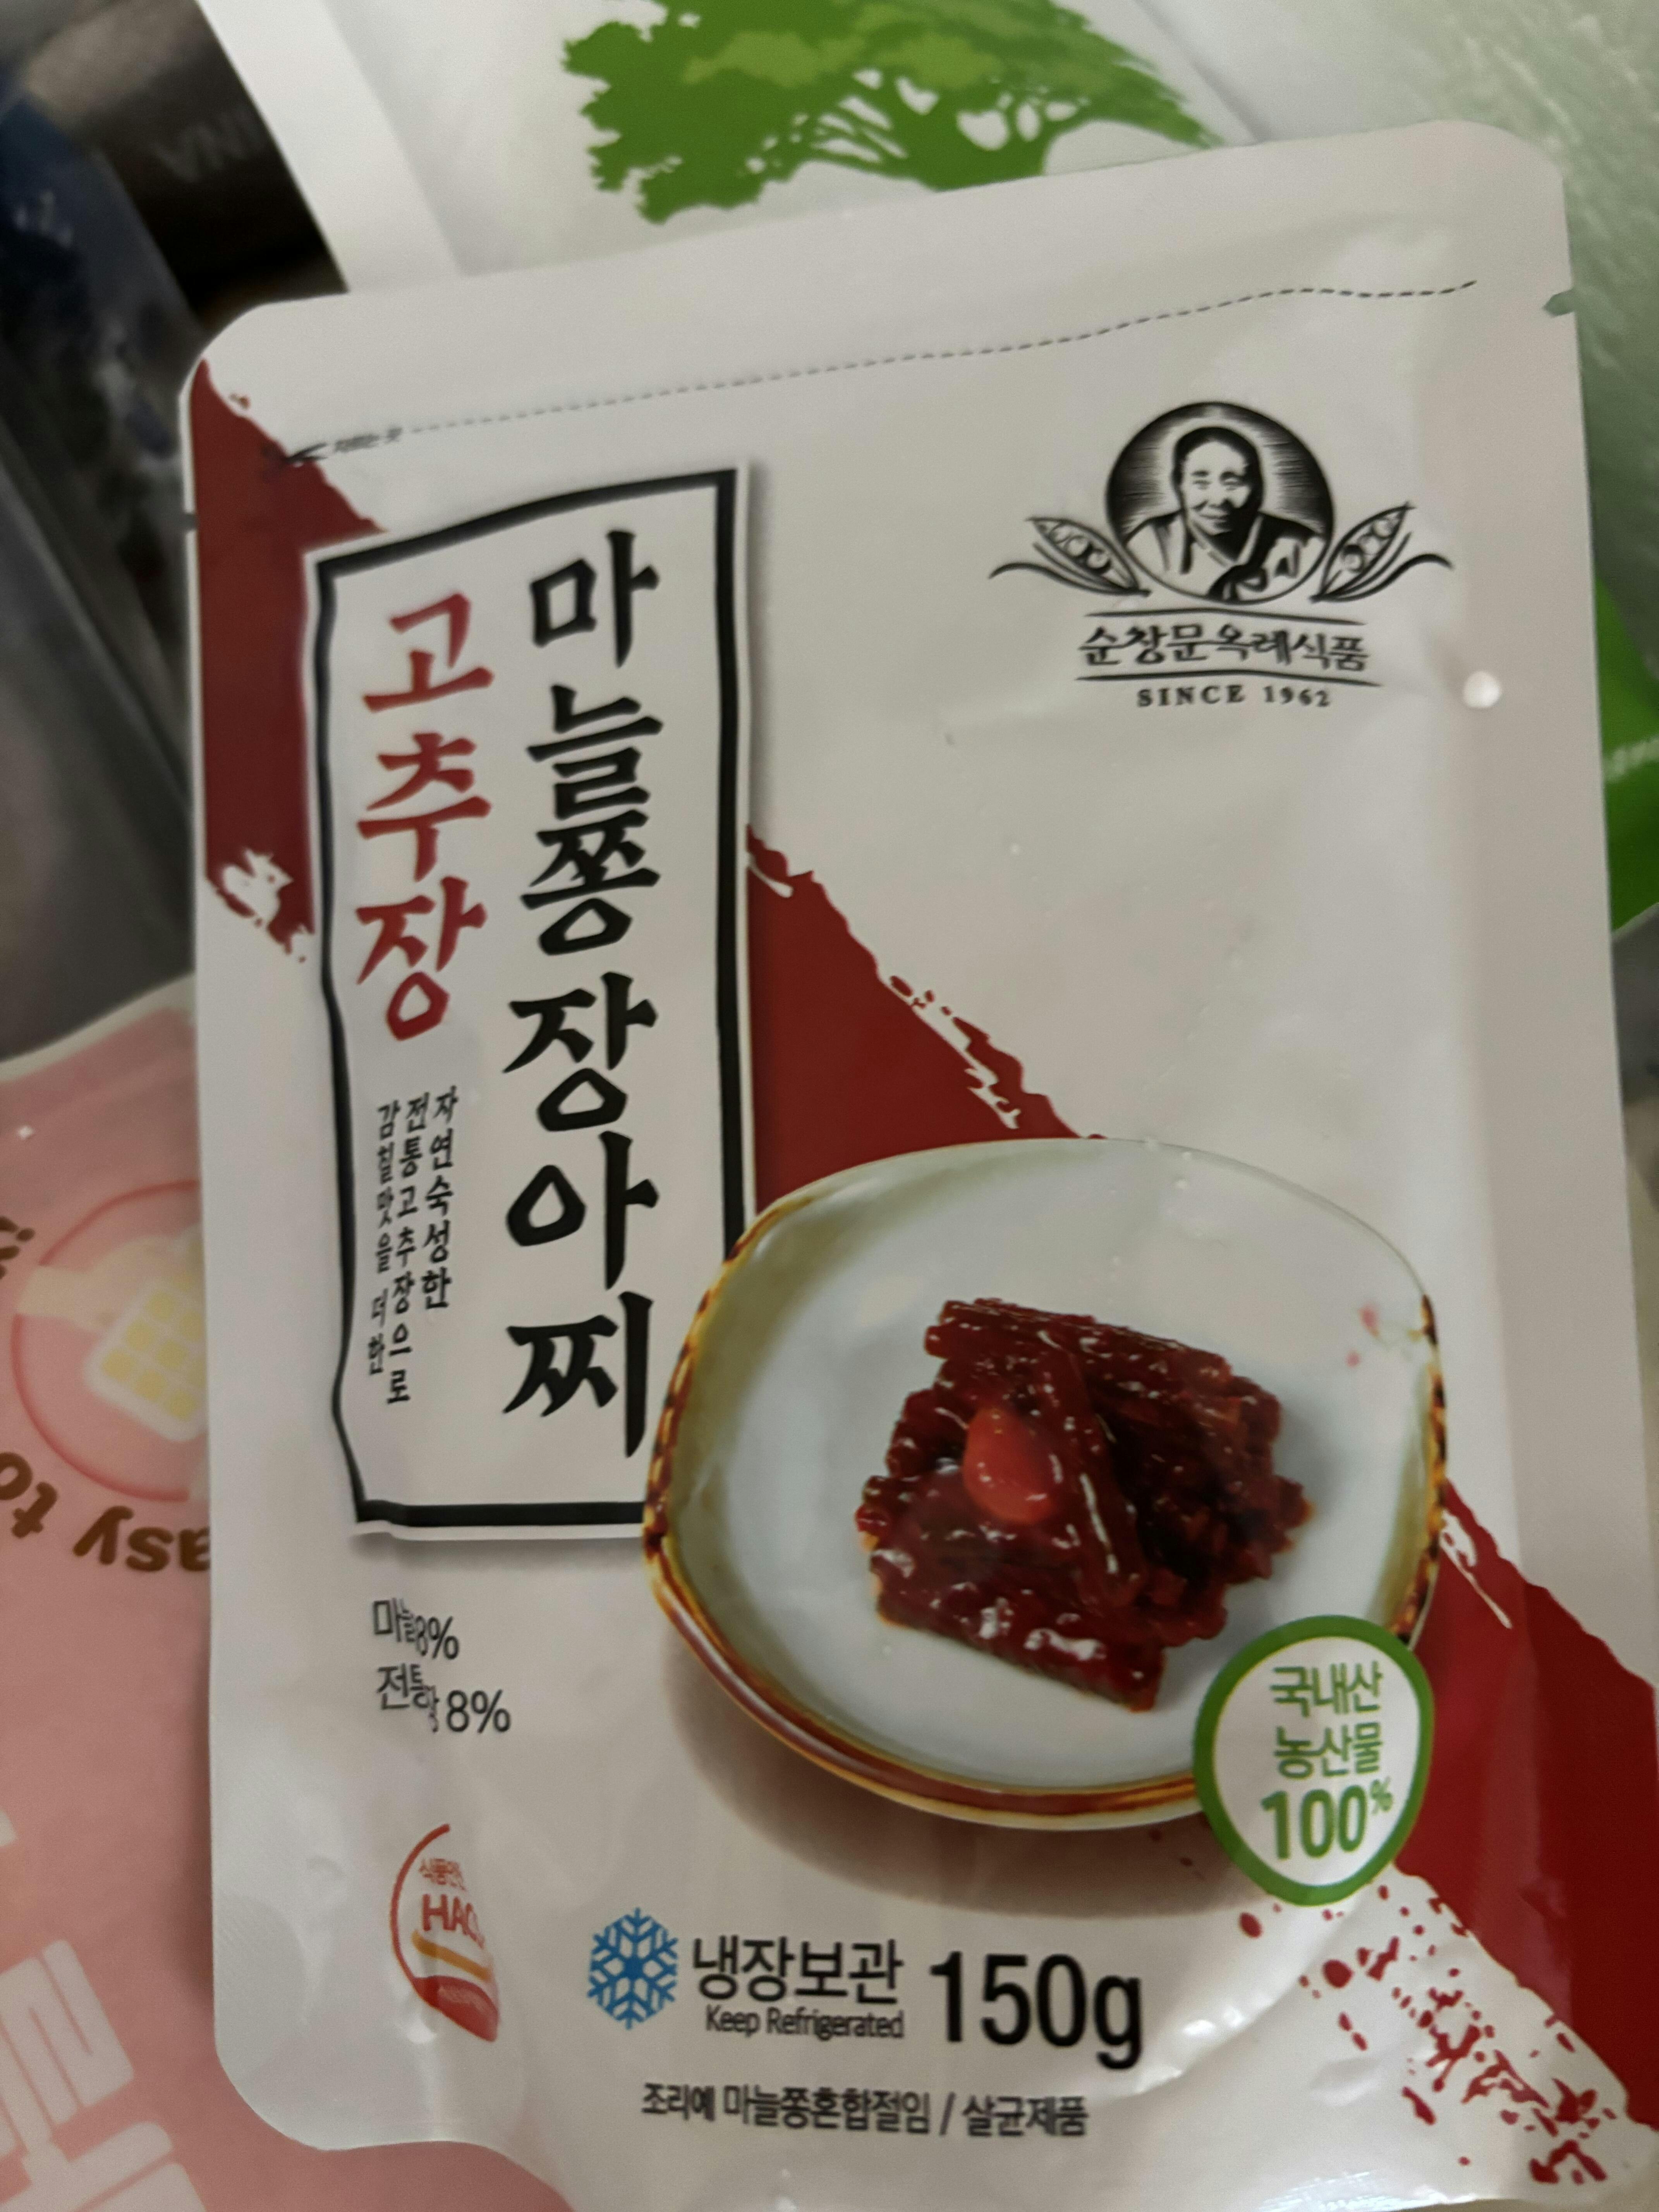 순창문옥례식품
SINCE 1962
고추장
마늘쫑장아찌
자연숙성한
전통고추장으로
감칠맛을 더한
8%
8%
국내산
농산물
100%
냉장보관
Keep Refrigerated
150g
조리예 마늘쫑혼합절임 / 살균제품
asy to